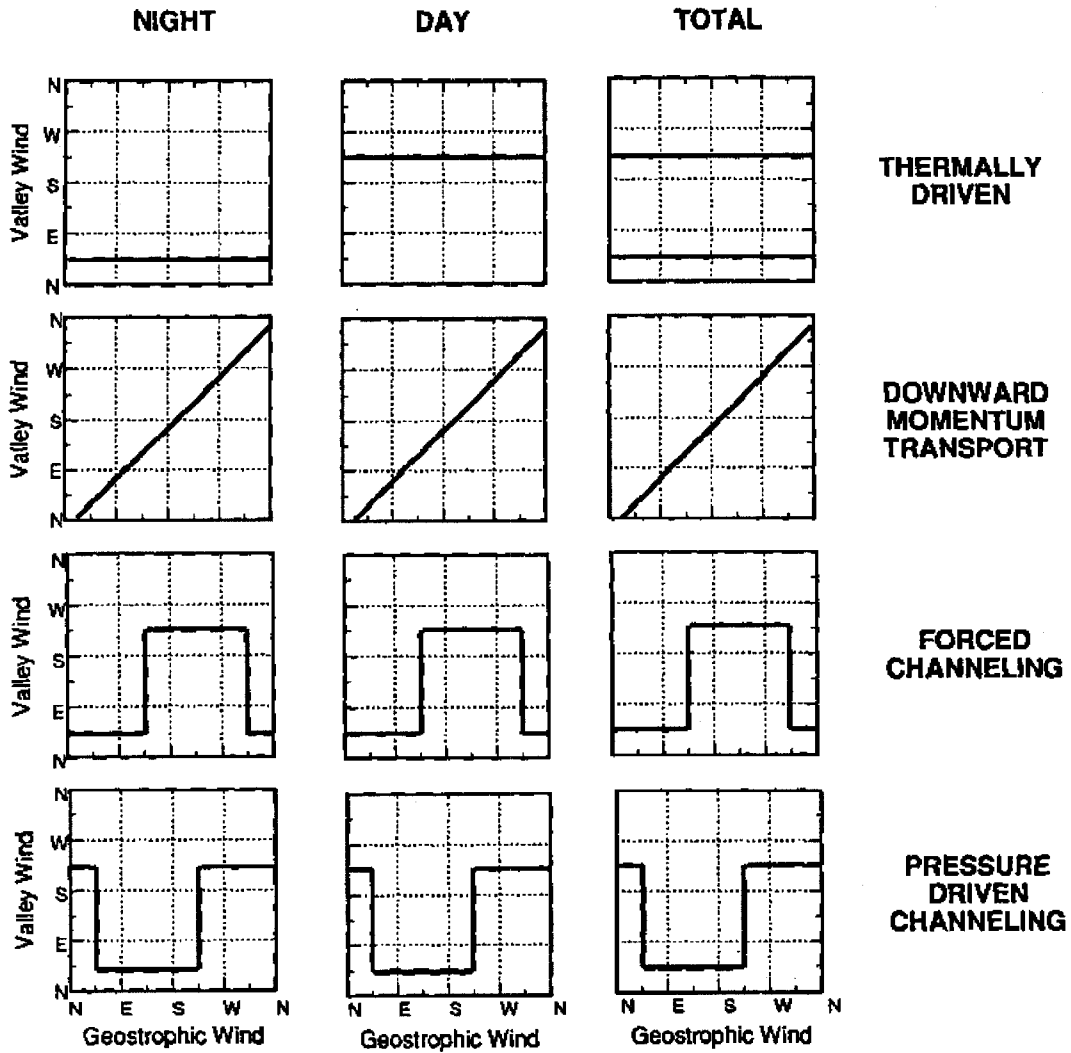 NIGHT DAY TOTAL
N
W
S
E
N
Valley Wind
THERMALLY
DRIVEN
N
W
S
E
N
Valley Wind
DOWNWARD
MOMENTUM
TRANSPORT
N
W
S
E
N
Valley Wind
FORCED
CHANNELING
N
W
S
E
N
Valley Wind
PRESSURE
DRIVEN
CHANNELING
N E S W N N E S W N N E S W N
Geostrophic Wind Geostrophic Wind Geostrophic Wind